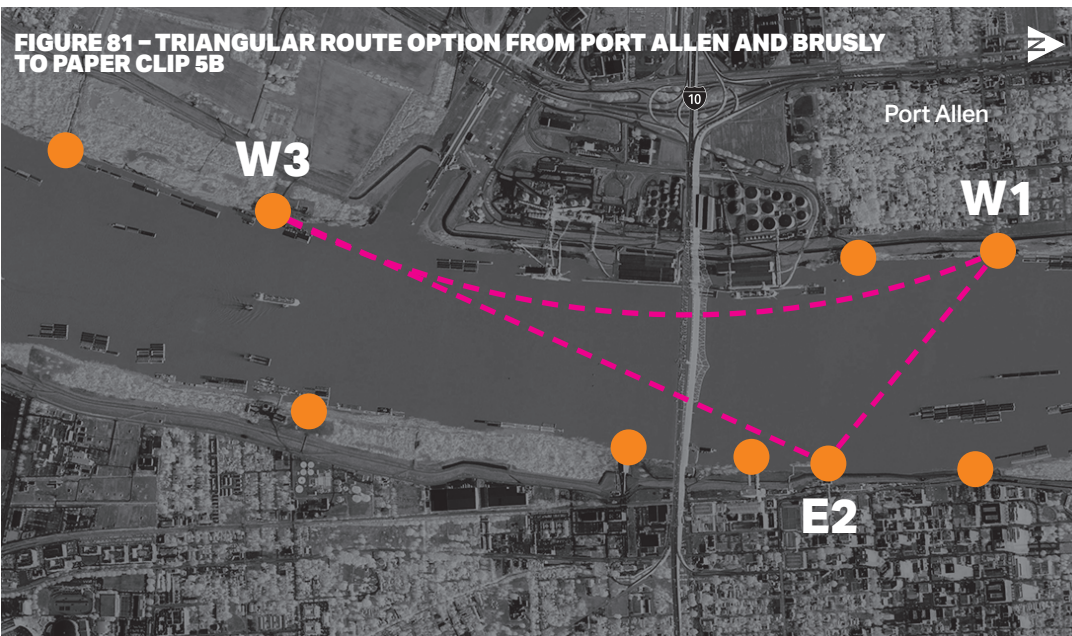 FIGURE 81 – TRIANGULAR ROUTE OPTION FROM PORT ALLEN AND BRUSLY
TO PAPER CLIP 5B
N
10
Port Allen
W3
W1
E2